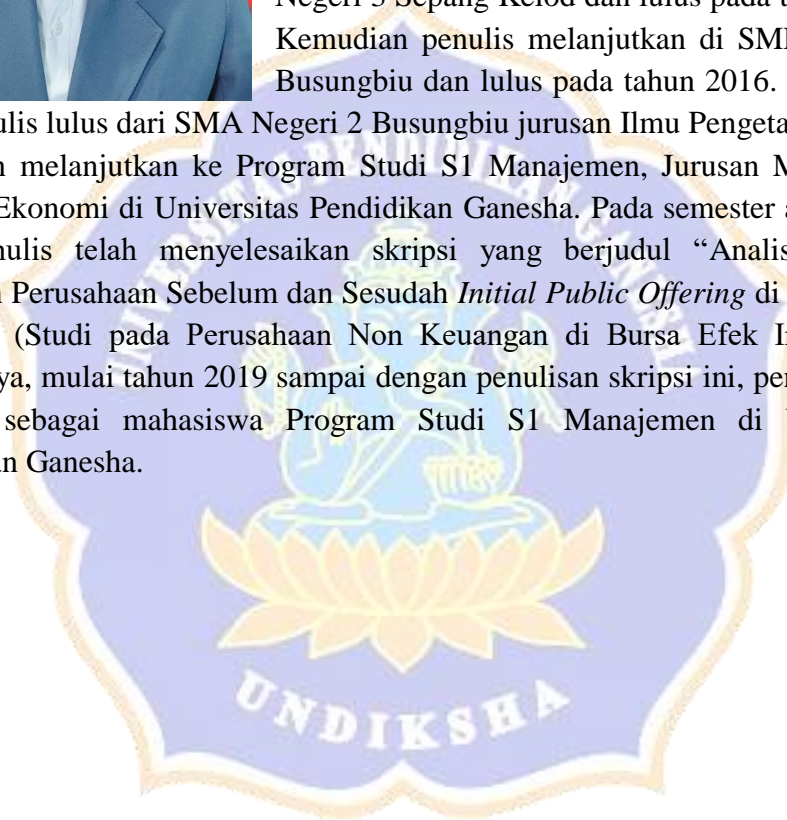 Negeri 3 Sepang Kelod dan lulus pada t
Kemudian penulis melanjutkan di SM
Busungbiu dan lulus pada tahun 2016.
ulis lulus dari SMA Negeri 2 Busungbiu jurusan Ilmu Pengeta
melanjutkan ke Program Studi S1 Manajemen, Jurusan M
Ekonomi di Universitas Pendidikan Ganesha. Pada semester a
nulis telah menyelesaikan skripsi yang berjudul “Analis
Perusahaan Sebelum dan Sesudah Initial Public Offering di
(Studi pada Perusahaan Non Keuangan di Bursa Efek I
ya, mulai tahun 2019 sampai dengan penulisan skripsi ini, pe
sebagai mahasiswa Program Studi S1 Manajemen di
an Ganesha.
UNIVERSITAS PENDIDIKAN GANESHA
UNDIKSHA